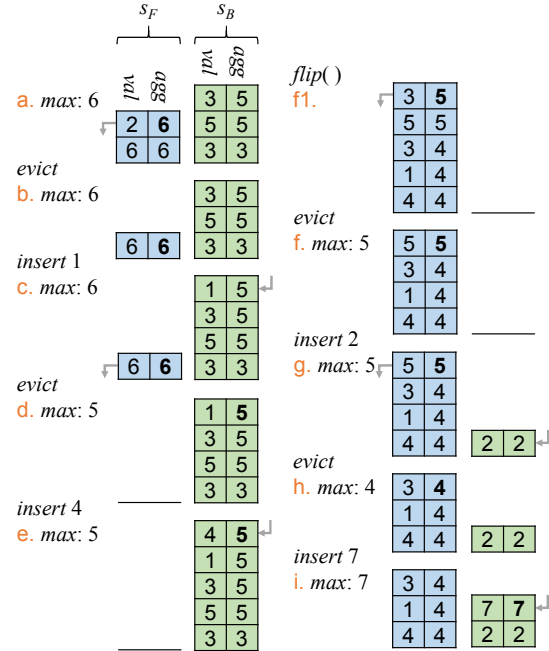 s_F s_B
val agg val agg
a. max: 6
3 5
2 6 5 5
6 6 3 3
evict
b. max: 6
3 5
5 5
6 6 3 3
insert 1
c. max: 6
1 5
3 5
5 5
6 6 3 3
evict
d. max: 5
1 5
3 5
5 5
3 3
insert 4
e. max: 5
4 5
1 5
3 5
5 5
3 3
flip( )
f1.
3 5
5 5
3 4
1 4
4 4
evict
f. max: 5
5 5
3 4
1 4
4 4
insert 2
g. max: 5
5 5
3 4
1 4
4 4 2 2
evict
h. max: 4
3 4
1 4
4 4 2 2
insert 7
i. max: 7
3 4
1 4 7 7
4 4 2 2